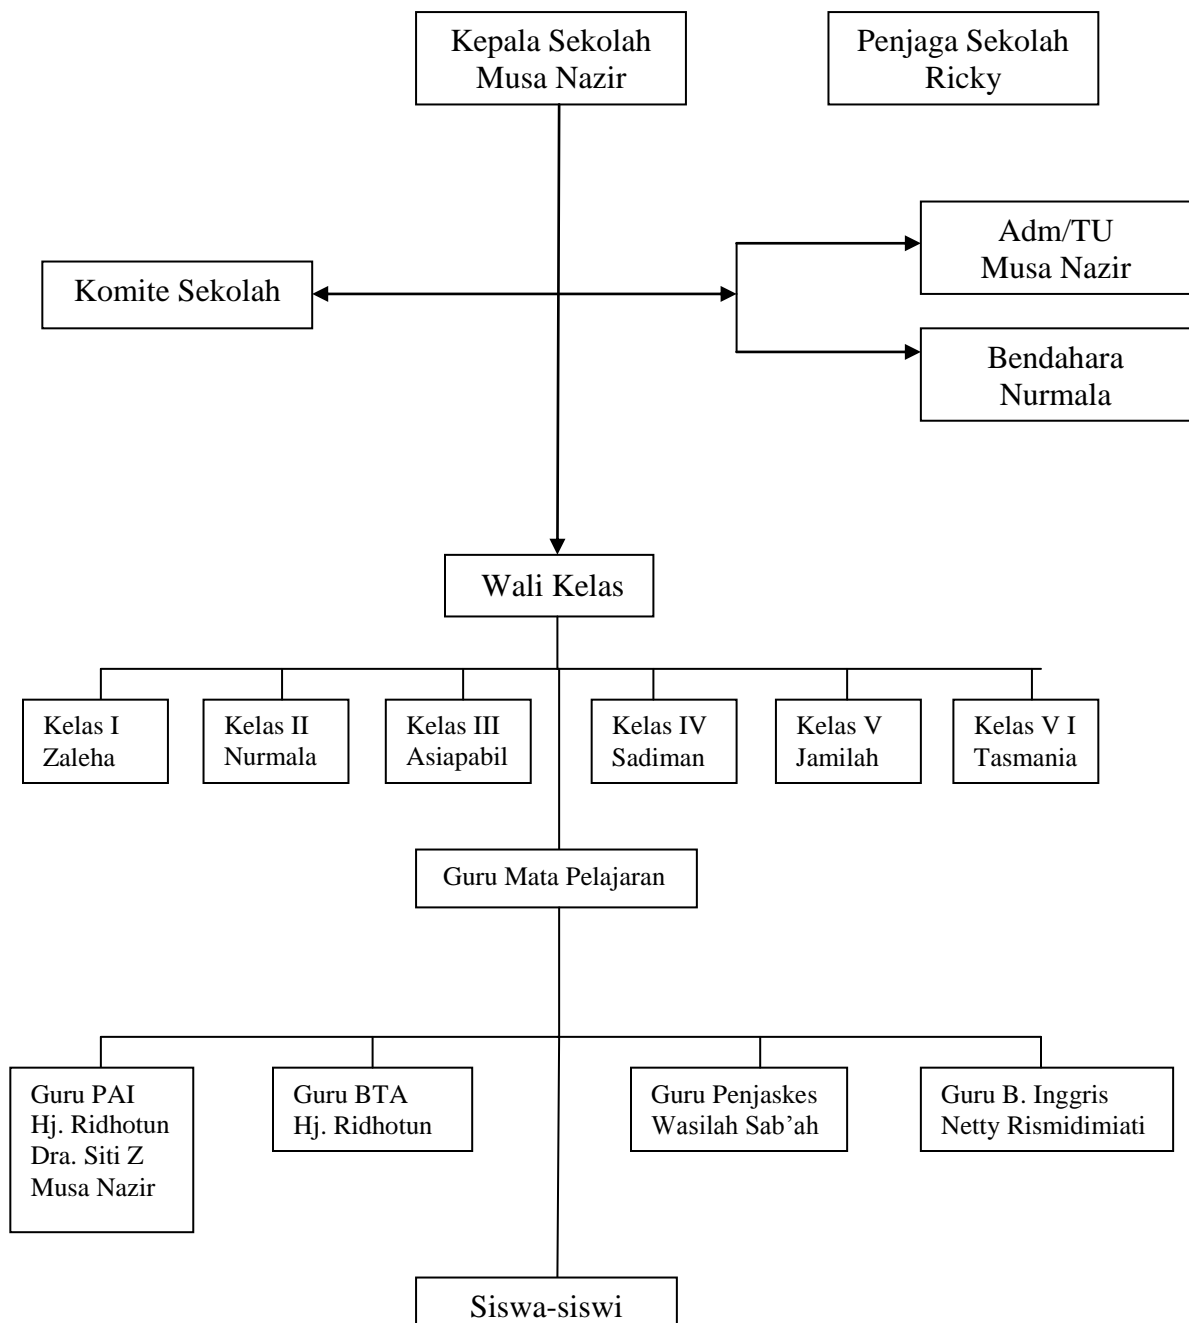 Kepala Sekolah
Musa Nazir
Penjaga Sekolah
Ricky
Adm/TU
Musa Nazir
Komite Sekolah
Bendahara
Nurmala
Wali Kelas
Kelas I
Zaleha
Kelas II
Nurmala
Kelas III
Asiapabil
Kelas IV
Sadiman
Kelas V
Jamilah
Kelas V I
Tasmania
Guru Mata Pelajaran
Guru PAI
Hj. Ridhotun
Dra. Siti Z
Musa Nazir
Guru BTA
Hj. Ridhotun
Guru Penjaskes
Wasilah Sab’ah
Guru B. Inggris
Netty Rismidimiati
Siswa-siswi